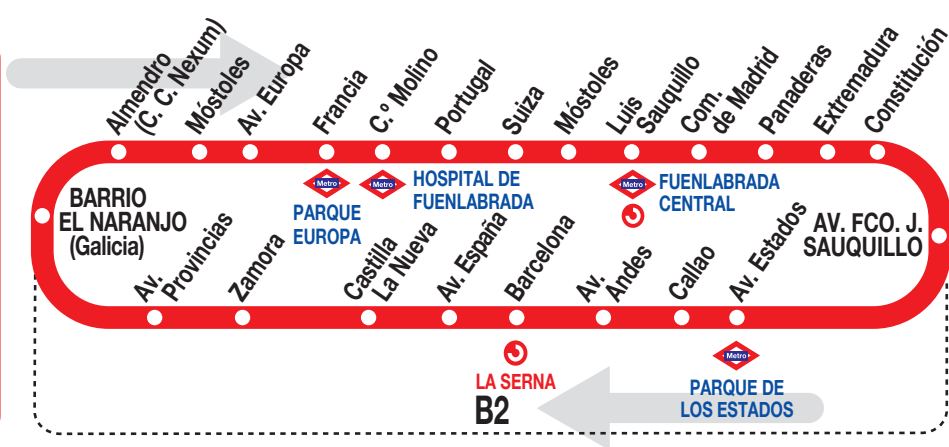 Almendro
(C. C. Nexum)
Móstoles
Av. Europa
Francia
C.º Molino
Portugal
Suiza
Móstoles
Luis
Sauquillo
Com.
de Madrid
Panaderas
Extremadura
Constitución
Metro
PARQUE
EUROPA
Metro
HOSPITAL DE
FUENLABRADA
Metro
FUENLABRADA
CENTRAL
BARRIO
EL NARANJO
(Galicia)
AV. FCO. J.
SAUQUILLO
Av.
Provincias
Zamora
Castilla
La Nueva
Av. España
Barcelona
Av.
Andes
Callao
Av. Estados
LA SERNA
B2
Metro
PARQUE DE
LOS ESTADOS